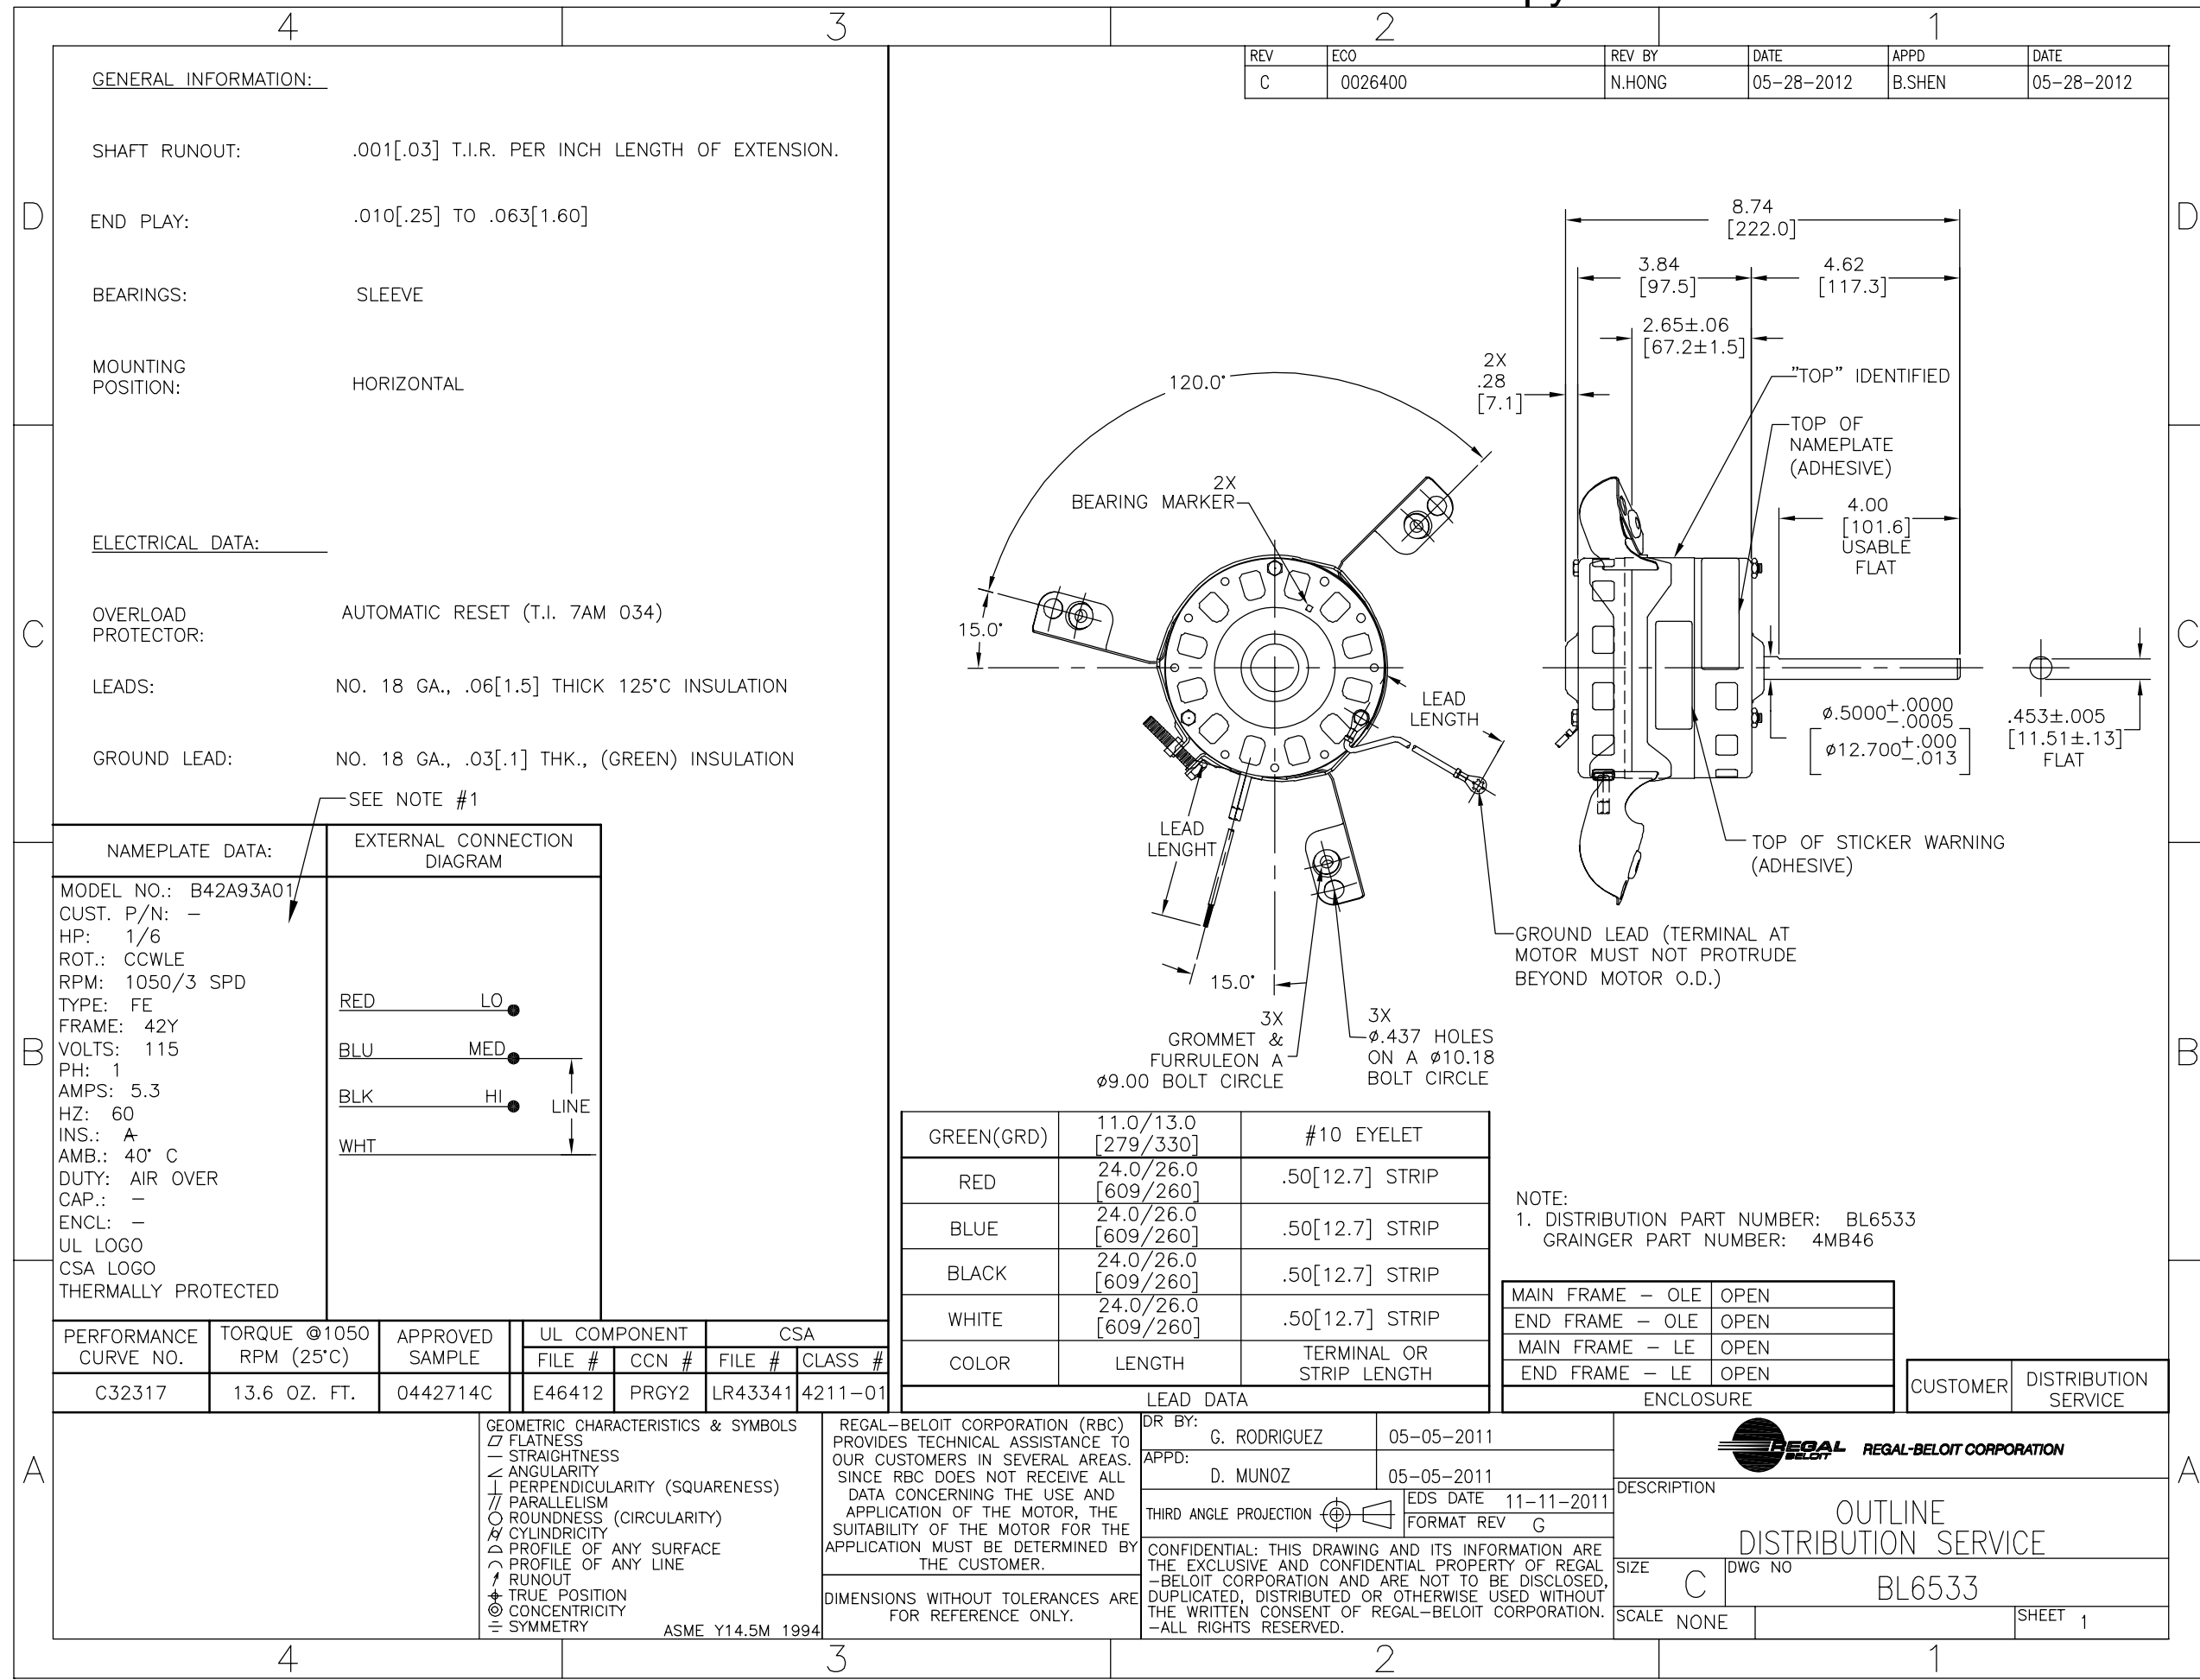 py
4
3
2
1
REV
ECO
REV BY
DATE
APPD
DATE
C
0026400
N.HONG
05-28-2012
B.SHEN
05-28-2012
D
D
C
C
B
B
A
A
GENERAL INFORMATION:
SHAFT RUNOUT: .001[.03] T.I.R. PER INCH LENGTH OF EXTENSION.
END PLAY: .010[.25] TO .063[1.60]
BEARINGS: SLEEVE
MOUNTING
POSITION: HORIZONTAL
ELECTRICAL DATA:
OVERLOAD
PROTECTOR: AUTOMATIC RESET (T.I. 7AM 034)
LEADS: NO. 18 GA., .06[1.5] THICK 125°C INSULATION
GROUND LEAD: NO. 18 GA., .03[.1] THK., (GREEN) INSULATION
SEE NOTE #1
NAMEPLATE DATA:
EXTERNAL CONNECTION
DIAGRAM
MODEL NO.: B42A93A01
CUST. P/N: –
HP: 1/6
ROT.: CCWLE
RPM: 1050/3 SPD
TYPE: FE
FRAME: 42Y
VOLTS: 115
PH: 1
AMPS: 5.3
HZ: 60
INS.: A
AMB.: 40° C
DUTY: AIR OVER
CAP.: –
ENCL: –
UL LOGO
CSA LOGO
THERMALLY PROTECTED
RED LO
BLU MED
BLK HI
LINE
WHT
PERFORMANCE
CURVE NO.
TORQUE @1050
RPM (25°C)
APPROVED
SAMPLE
UL COMPONENT
CSA
FILE #
CCN #
FILE #
CLASS #
C32317
13.6 OZ. FT.
0442714C
E46412
PRGY2
LR43341
4211-01
120.0°
2X
BEARING MARKER
15.0°
LEAD
LENGTH
LEAD
LENGHT
15.0°
3X
GROMMET &
FURRULEON A
ø9.00 BOLT CIRCLE
3X
ø.437 HOLES
ON A ø10.18
BOLT CIRCLE
GROUND LEAD (TERMINAL AT
MOTOR MUST NOT PROTRUDE
BEYOND MOTOR O.D.)
8.74
[222.0]
3.84
[97.5]
4.62
[117.3]
2.65±.06
[67.2±1.5]
2X
.28
[7.1]
"TOP" IDENTIFIED
TOP OF
NAMEPLATE
(ADHESIVE)
4.00
[101.6]
USABLE
FLAT
ø.5000+.0000
-.0005
[ø12.700+.000
-.013]
.453±.005
[11.51±.13]
FLAT
TOP OF STICKER WARNING
(ADHESIVE)
GREEN(GRD)
11.0/13.0
[279/330]
#10 EYELET
RED
24.0/26.0
[609/260]
.50[12.7] STRIP
BLUE
24.0/26.0
[609/260]
.50[12.7] STRIP
BLACK
24.0/26.0
[609/260]
.50[12.7] STRIP
WHITE
24.0/26.0
[609/260]
.50[12.7] STRIP
COLOR
LENGTH
TERMINAL OR
STRIP LENGTH
LEAD DATA
NOTE:
1. DISTRIBUTION PART NUMBER: BL6533
GRAINGER PART NUMBER: 4MB46
MAIN FRAME – OLE OPEN
END FRAME – OLE OPEN
MAIN FRAME – LE OPEN
END FRAME – LE OPEN
ENCLOSURE
CUSTOMER
DISTRIBUTION
SERVICE
GEOMETRIC CHARACTERISTICS & SYMBOLS
FLATNESS
STRAIGHTNESS
ANGULARITY
PERPENDICULARITY (SQUARENESS)
PARALLELISM
ROUNDNESS (CIRCULARITY)
CYLINDRICITY
PROFILE OF ANY SURFACE
PROFILE OF ANY LINE
RUNOUT
TRUE POSITION
CONCENTRICITY
SYMMETRY
ASME Y14.5M 1994
REGAL-BELOIT CORPORATION (RBC)
PROVIDES TECHNICAL ASSISTANCE TO
OUR CUSTOMERS IN SEVERAL AREAS.
SINCE RBC DOES NOT RECEIVE ALL
DATA CONCERNING THE USE AND
APPLICATION OF THE MOTOR, THE
SUITABILITY OF THE MOTOR FOR THE
APPLICATION MUST BE DETERMINED BY
THE CUSTOMER.
DIMENSIONS WITHOUT TOLERANCES ARE
FOR REFERENCE ONLY.
DR BY:
G. RODRIGUEZ
05-05-2011
APPD:
D. MUNOZ
05-05-2011
THIRD ANGLE PROJECTION
EDS DATE 11-11-2011
FORMAT REV G
CONFIDENTIAL: THIS DRAWING AND ITS INFORMATION ARE
THE EXCLUSIVE AND CONFIDENTIAL PROPERTY OF REGAL
-BELOIT CORPORATION AND ARE NOT TO BE DISCLOSED,
DUPLICATED, DISTRIBUTED OR OTHERWISE USED WITHOUT
THE WRITTEN CONSENT OF REGAL-BELOIT CORPORATION.
-ALL RIGHTS RESERVED.
REGAL
BELOIT
REGAL-BELOIT CORPORATION
DESCRIPTION
OUTLINE
DISTRIBUTION SERVICE
SIZE
C
DWG NO
BL6533
SCALE NONE
SHEET 1
4
3
2
1